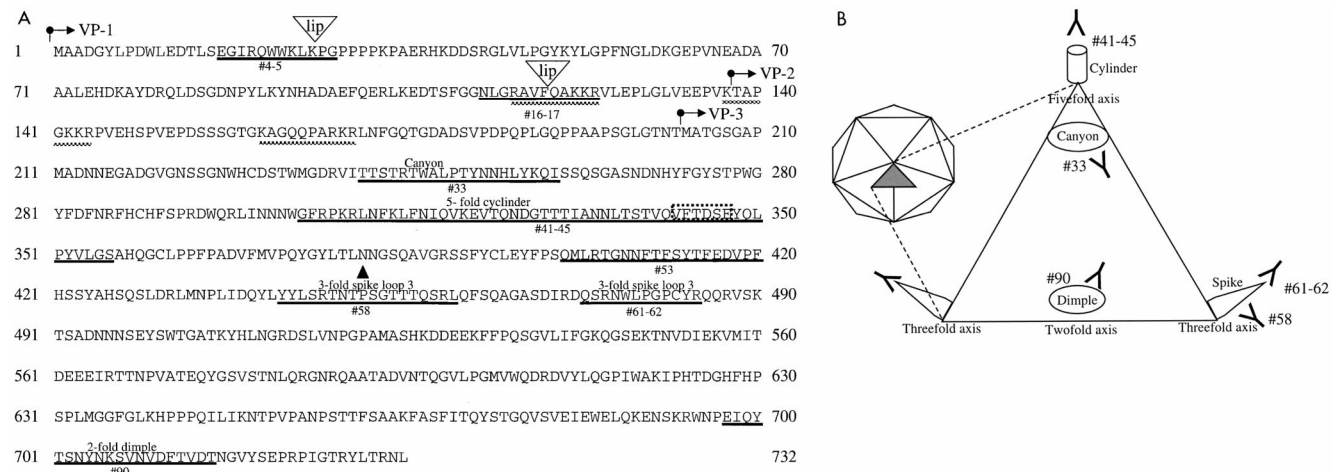 A
VP-1
lip
1 MAADGYLPDWLEDTLSEGIRQWWKLKPGPPPPKPAERHKDDSRGLVLPGYKYLGPFNGLDKGEPVNEADA 70
#4-5
lip
VP-2
71 AALEHDKAYDRQLDSGDNPYLKYNHADAEFQERLKEDTSFGGNLGRAVFQAKKRVLEPLGLVEEPVKTAP 140
#16-17
VP-3
141 GKKRPVEHSPVEPDSSSGTGKAGQQPARKRLNFGQTGDADSVPDPQPLGQPPAAPSGLGTNTMATGSGAP 210
Canyon
211 MADNNEGADGVGNSSGNWHCDSTWMGDRVITTSTRTWALPTYNNHLYKQISSQSGASNDNHYFGYSTPWG 280
#33
5- fold cyclinder
281 YFDFNRFHCHFSPRDWQRLINNNWGFRPKRLNFKLFNIQVKEVTQNDGTTTIANNLTSTVQVFTDSEYQL 350
#41-45
351 PYVLGSAHQGCLPPFPADVFMVPQYGYLTLNNGSQAVGRSSFYCLEYFPSQMLRTGNNFTFSYTFEDVPF 420
#53
3-fold spike loop 3
3-fold spike loop 3
421 HSSYAHSQSLDRLMNPLIDQYLYYLSRTNTPSGTTTQSRLQFSQAGASDIRDQSRNWLPGPCYRQQRVSK 490
#58
#61-62
491 TSADNNNSEYSWTGATKYHLNGRDSLVNPGPAMASHKDDEEKFFPQSGVLIFGKQGSEKTNVDIEKVMIT 560
561 DEEEIRTTNPVATEQYGSVSTNLQRGNRQAATADVNTQGVLPGMVWQDRDVYLQGPIWAKIPHTDGHFHP 630
631 SPLMGGFGLKHPPPQILIKNTPVPANPSTTFSAAKFASFITQYSTGQVSVEIEWELQKENSKRWNPEIQY 700
2-fold dimple
701 TSNYNKSVNVDFTVDTNGVYSEPRPIGTRYLTRNL 732
#90
B
#41-45
Cylinder
Fivefold axis
Canyon
#33
#90
Dimple
Spike
#61-62
#58
Threefold axis
Twofold axis
Threefold axis